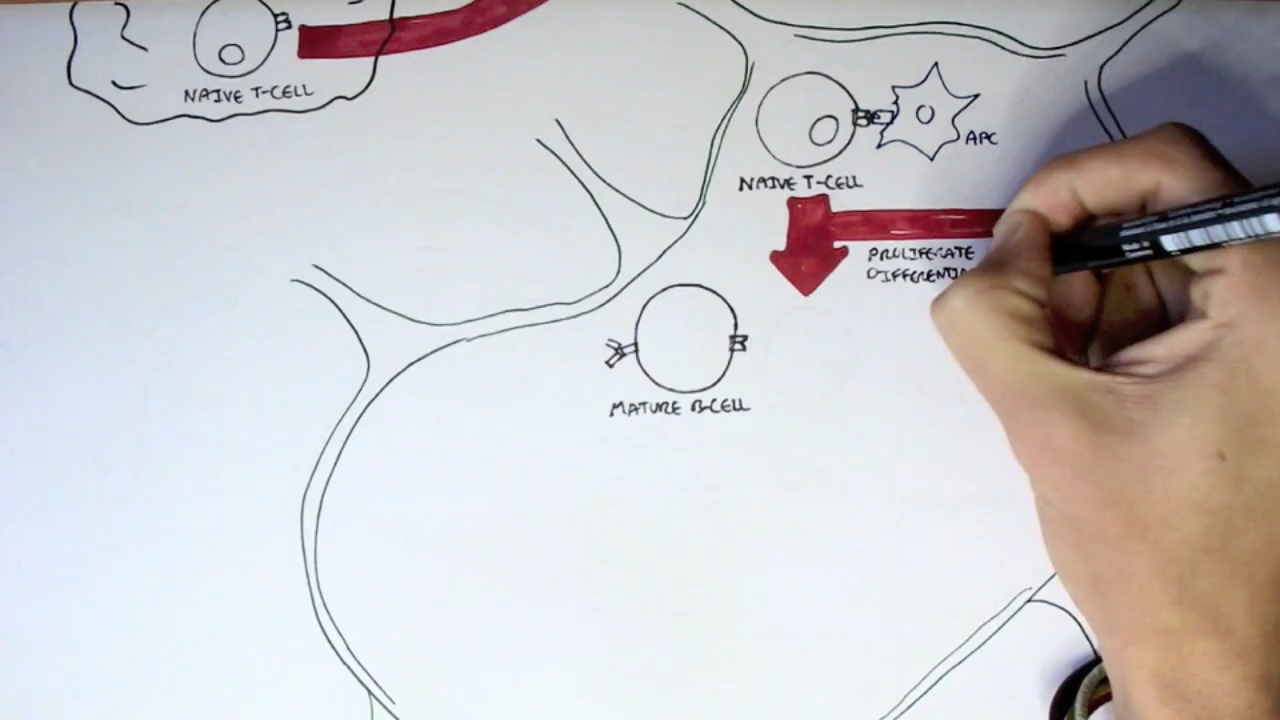 NAIVE T-CELL
APC
NAIVE T-CELL
PROLIFERATE
MATURE B-CELL